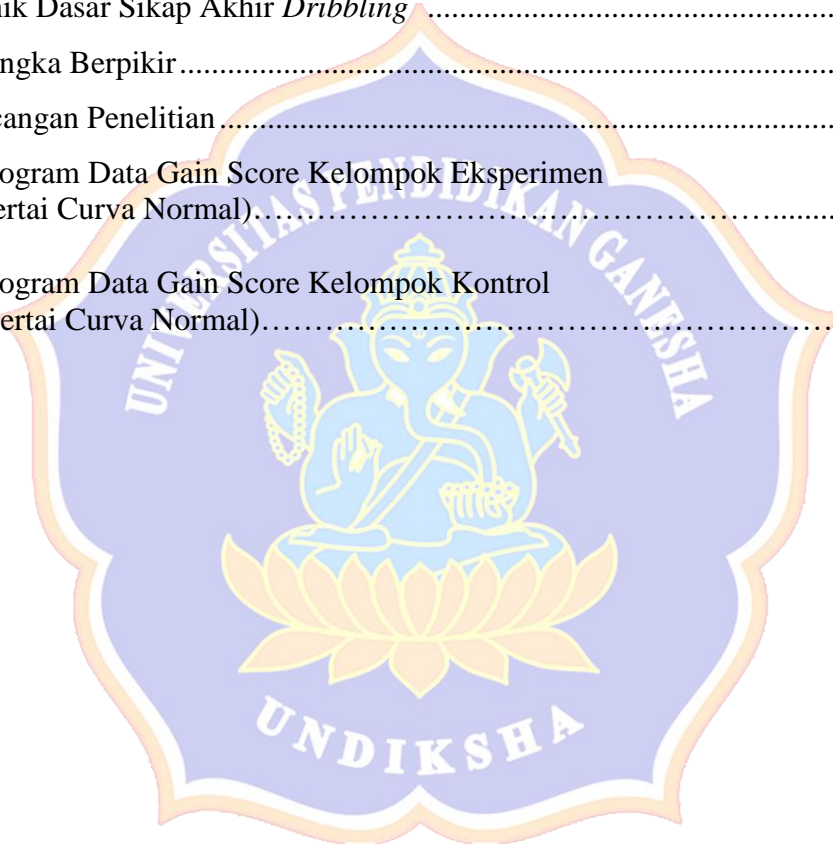 nik Dasar Sikap Akhir Dribbling ........................................................
ngka Berpikir....................................................................................
cangan Penelitian...............................................................................
ogram Data Gain Score Kelompok Eksperimen
ertai Curva Normal)…………………………………………………….........
ogram Data Gain Score Kelompok Kontrol
ertai Curva Normal)…………………………………………………………
UNIVERSITAS PENDIDIKAN GANESHA
UNDIKSHA